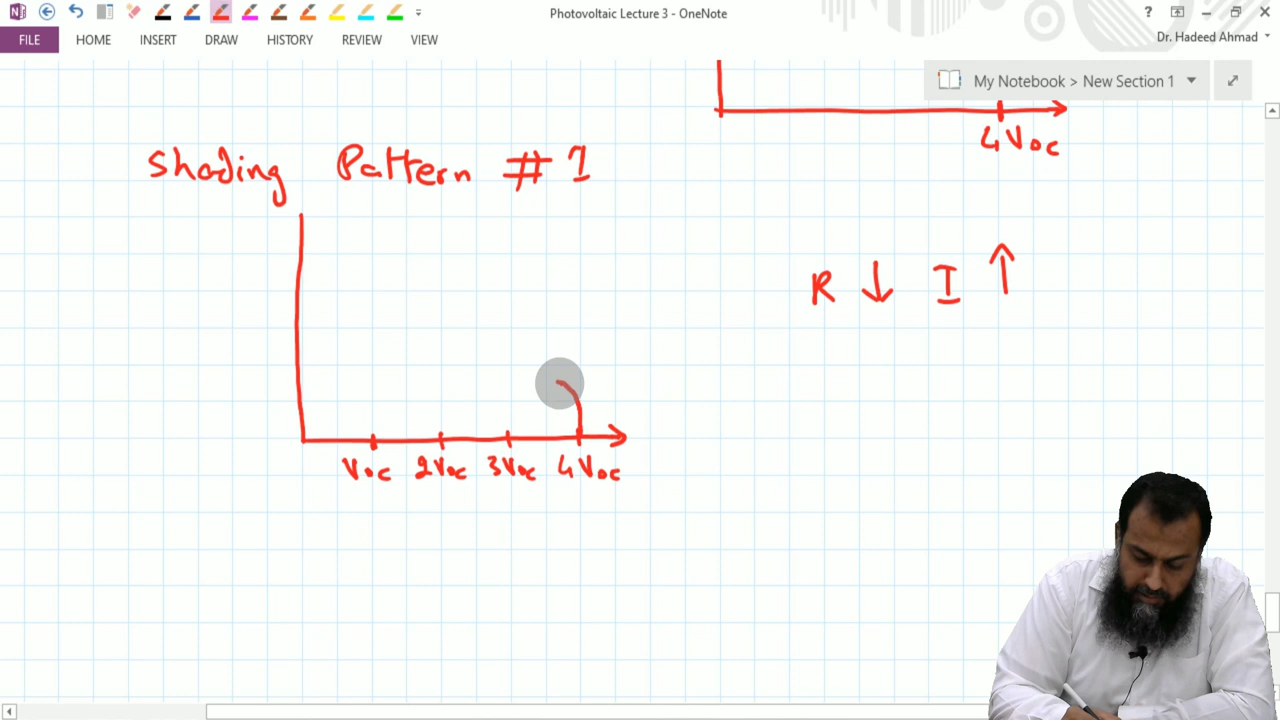 Photovoltaic Lecture 3 - OneNote
?
Dr. Hadeed Ahmad
FILE HOME INSERT DRAW HISTORY REVIEW VIEW
My Notebook > New Section 1
4Voc
Shading Pattern # 1
R ↓ I ↑
Voc 2Voc 3Voc 4Voc